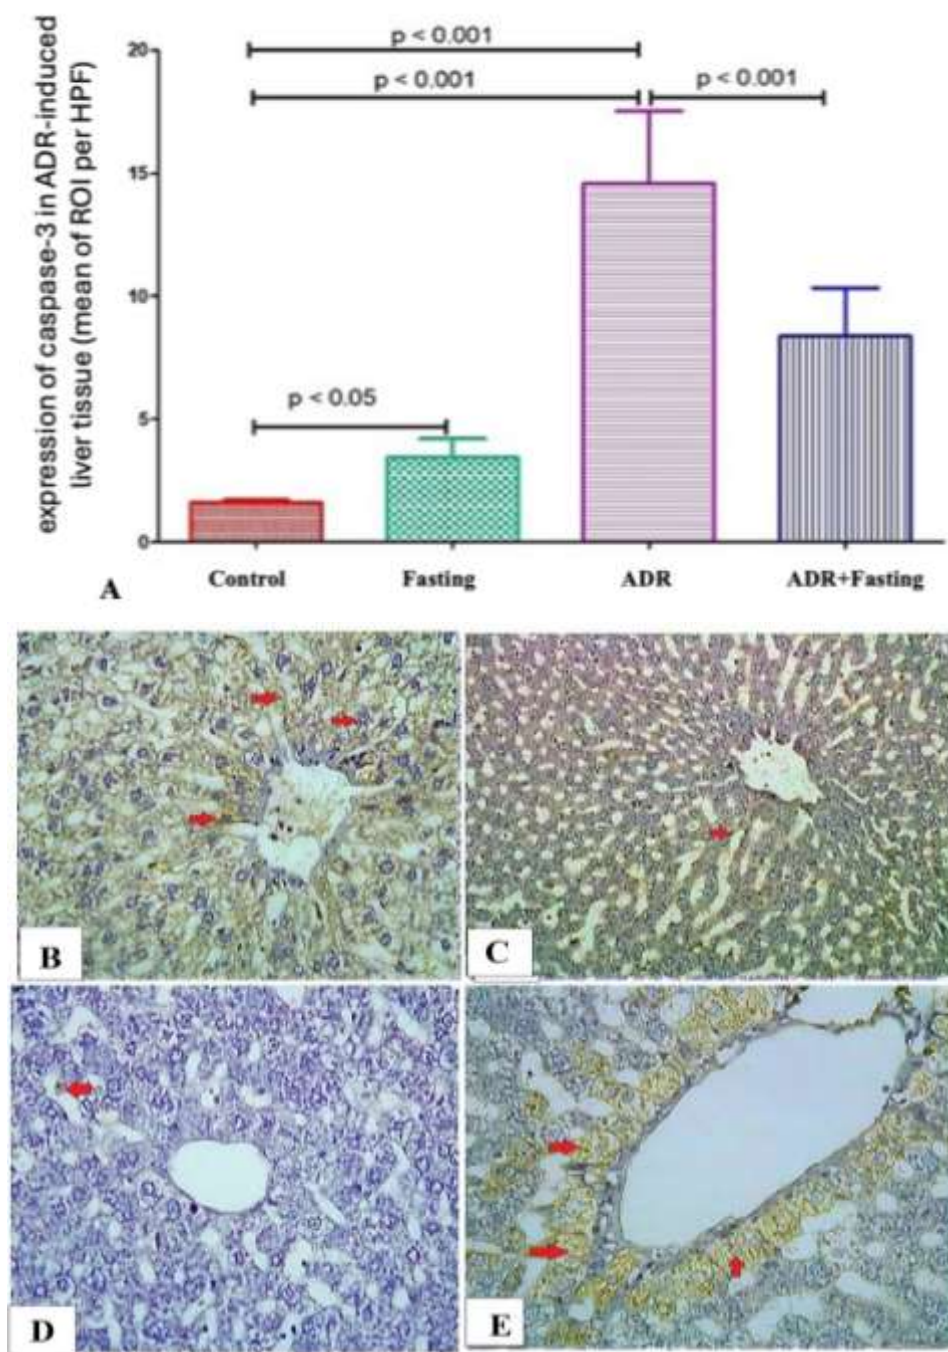 expression of caspase-3 in ADR-induced
liver tissue (mean of ROI per HPF)
p < 0.001
20
p < 0.001
p < 0.001
15
10
p < 0.05
5
0
Control
Fasting
ADR
ADR+Fasting
A
B
C
D
E